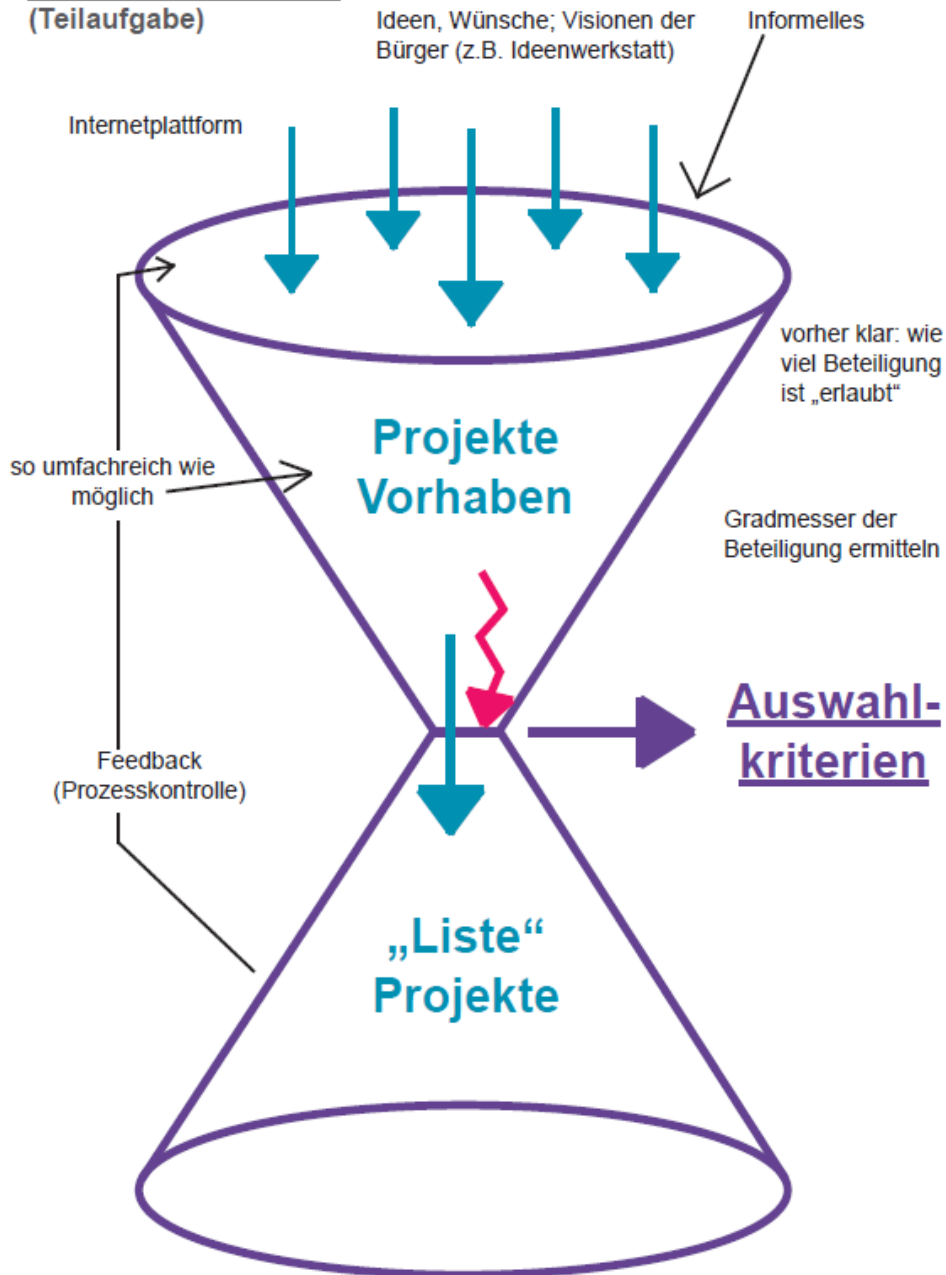 (Teilaufgabe)
Ideen, Wünsche; Visionen der
Bürger (z.B. Ideenwerkstatt)
Informelles
Internetplattform
vorher klar: wie
viel Beteiligung
ist „erlaubt“
Projekte
Vorhaben
so umfachreich wie
möglich
Gradmesser der
Beteiligung ermitteln
Auswahl-
kriterien
Feedback
(Prozesskontrolle)
„Liste“
Projekte